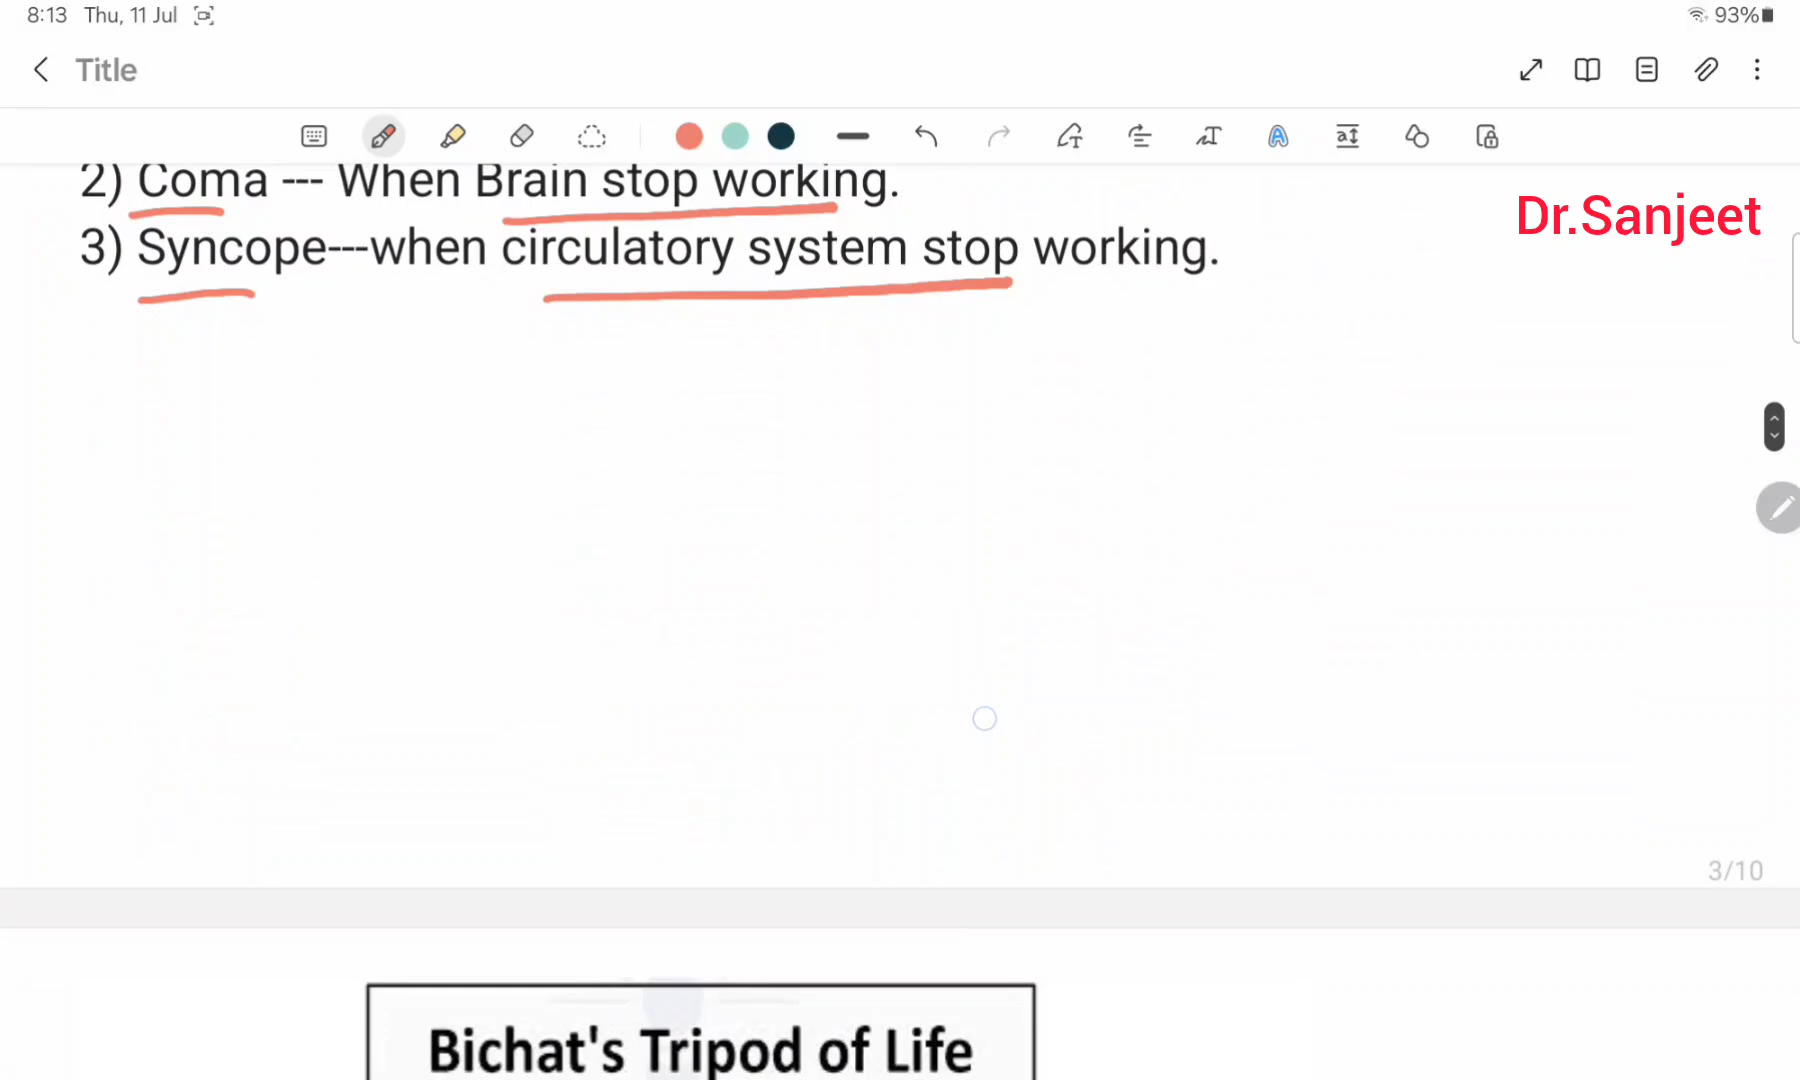 8:13 Thu, 11 Jul 93%
Title
2) Coma --- When Brain stop working.
Dr.Sanjeet
3) Syncope---when circulatory system stop working.
3/10
Bichat's Tripod of Life